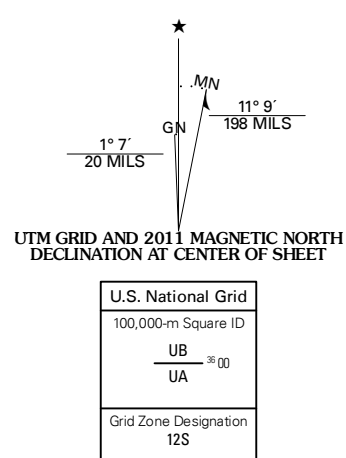 ★
MN
GN
11° 9´
198 MILS
1° 7´
20 MILS
UTM GRID AND 2011 MAGNETIC NORTH
DECLINATION AT CENTER OF SHEET
U.S. National Grid
100,000-m Square ID
UB
36 00
UA
Grid Zone Designation
12S